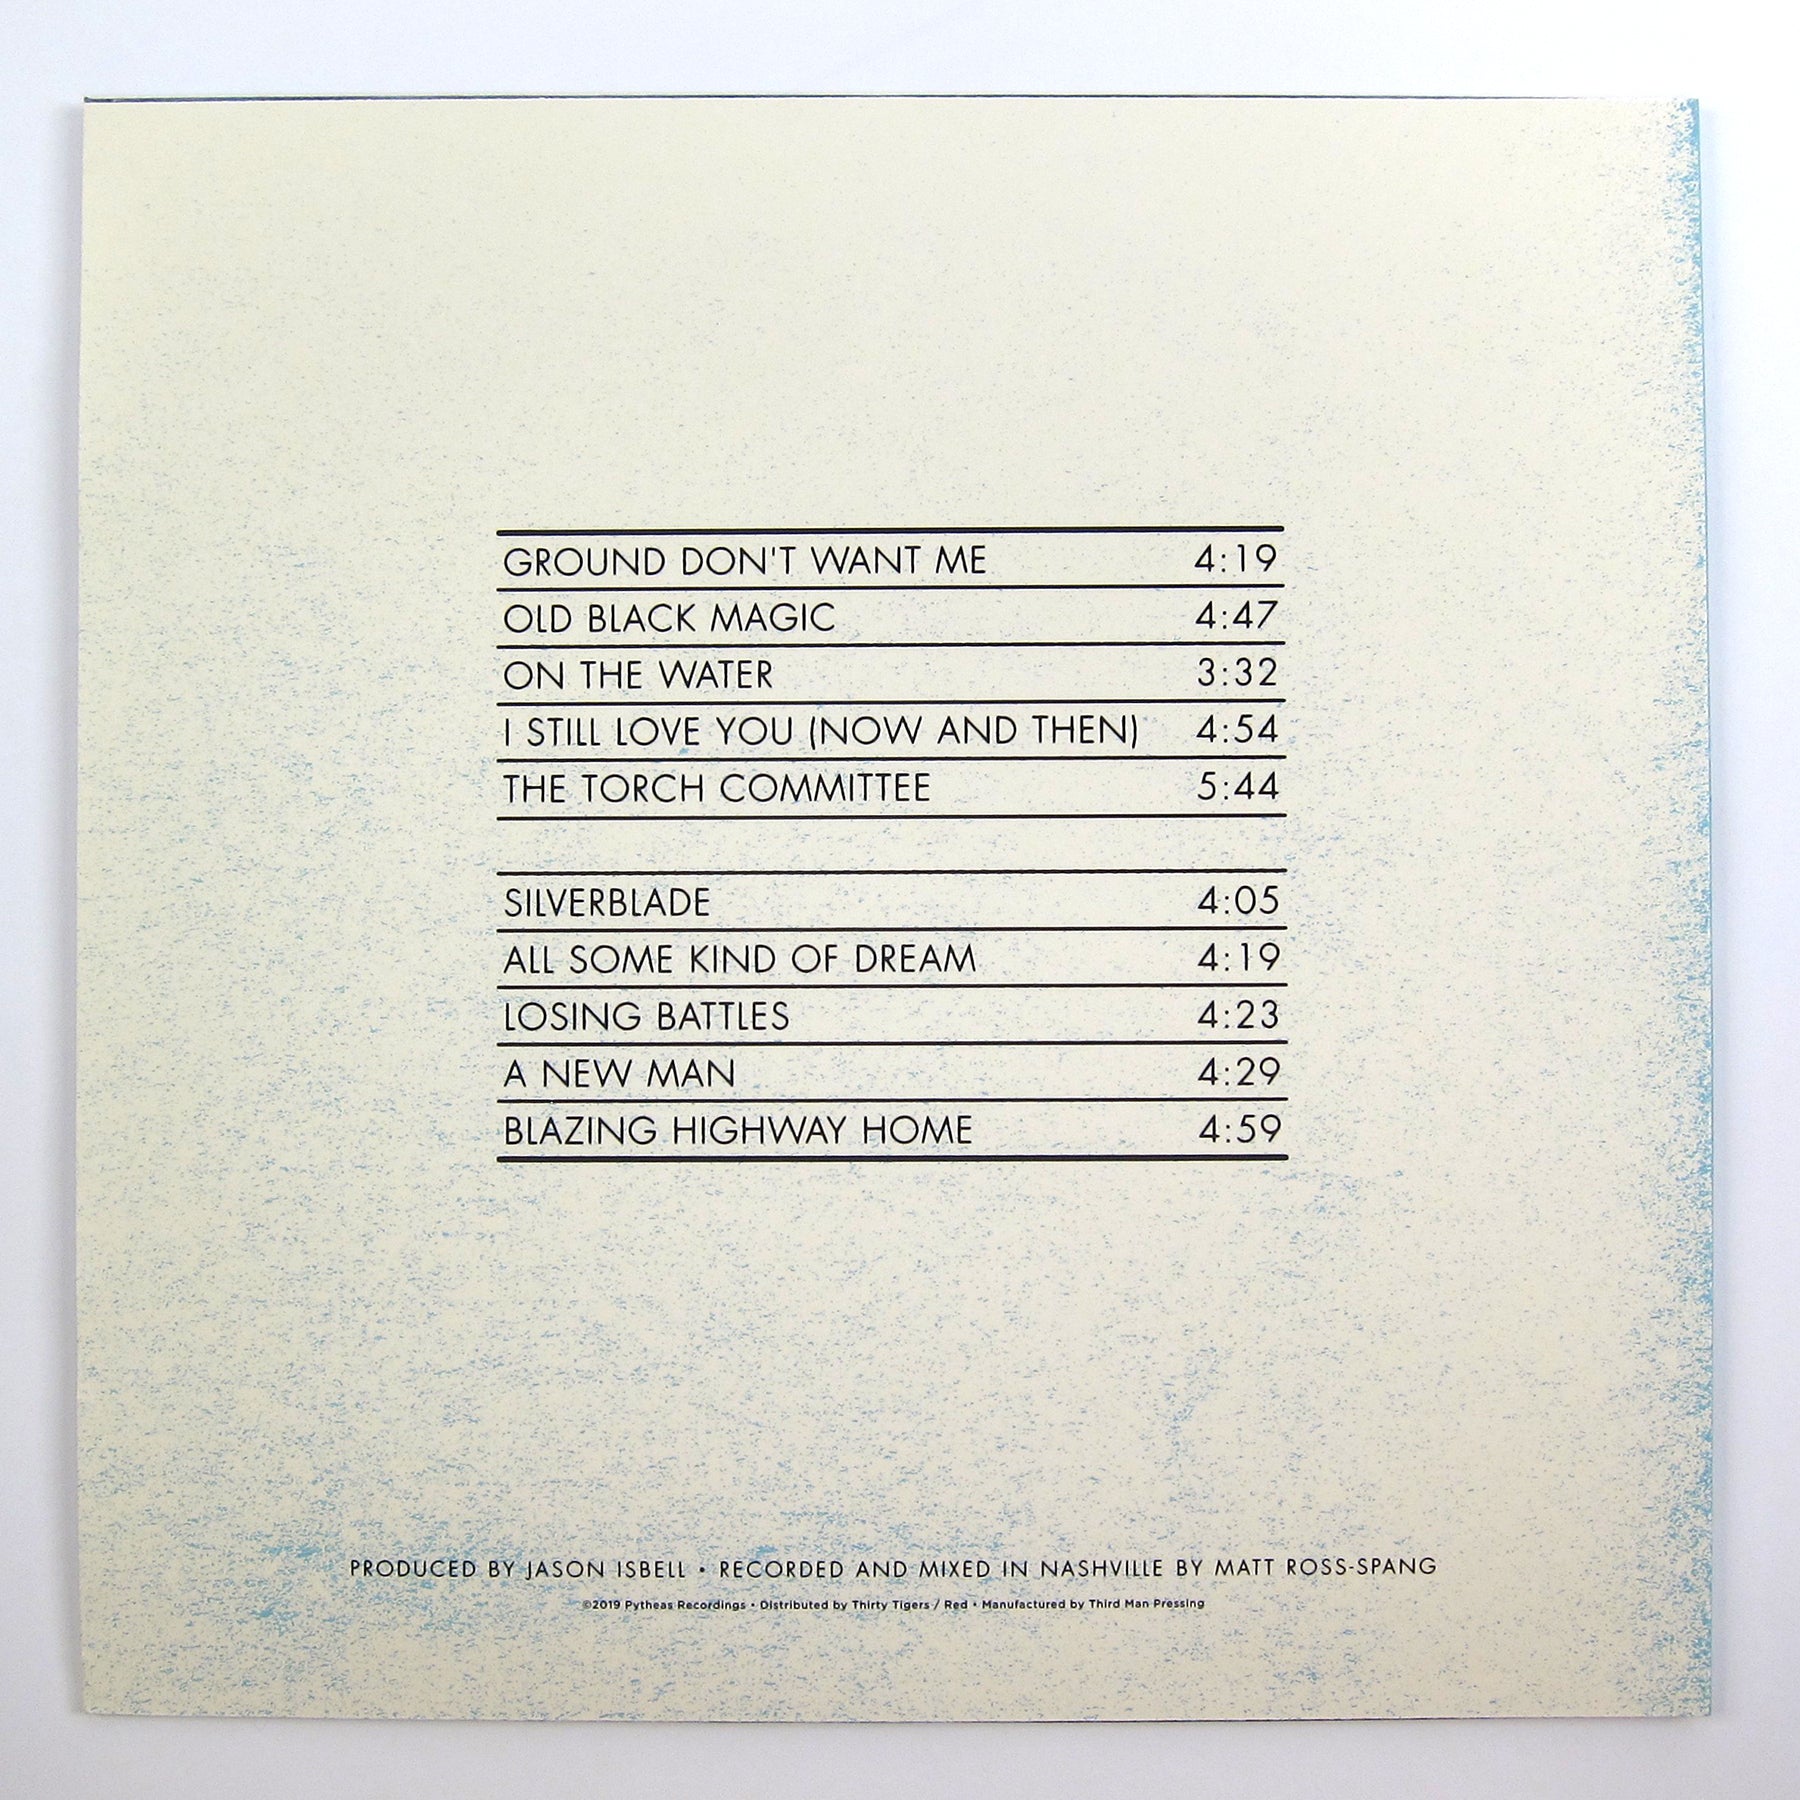 GROUND DON'T WANT ME 4:19
OLD BLACK MAGIC 4:47
ON THE WATER 3:32
I STILL LOVE YOU (NOW AND THEN) 4:54
THE TORCH COMMITTEE 5:44
SILVERBLADE 4:05
ALL SOME KIND OF DREAM 4:19
LOSING BATTLES 4:23
A NEW MAN 4:29
BLAZING HIGHWAY HOME 4:59
PRODUCED BY JASON ISBELL • RECORDED AND MIXED IN NASHVILLE BY MATT ROSS-SPANG
©2019 Pytheas Recordings • Distributed by Thirty Tigers / Red • Manufactured by Third Man Pressing